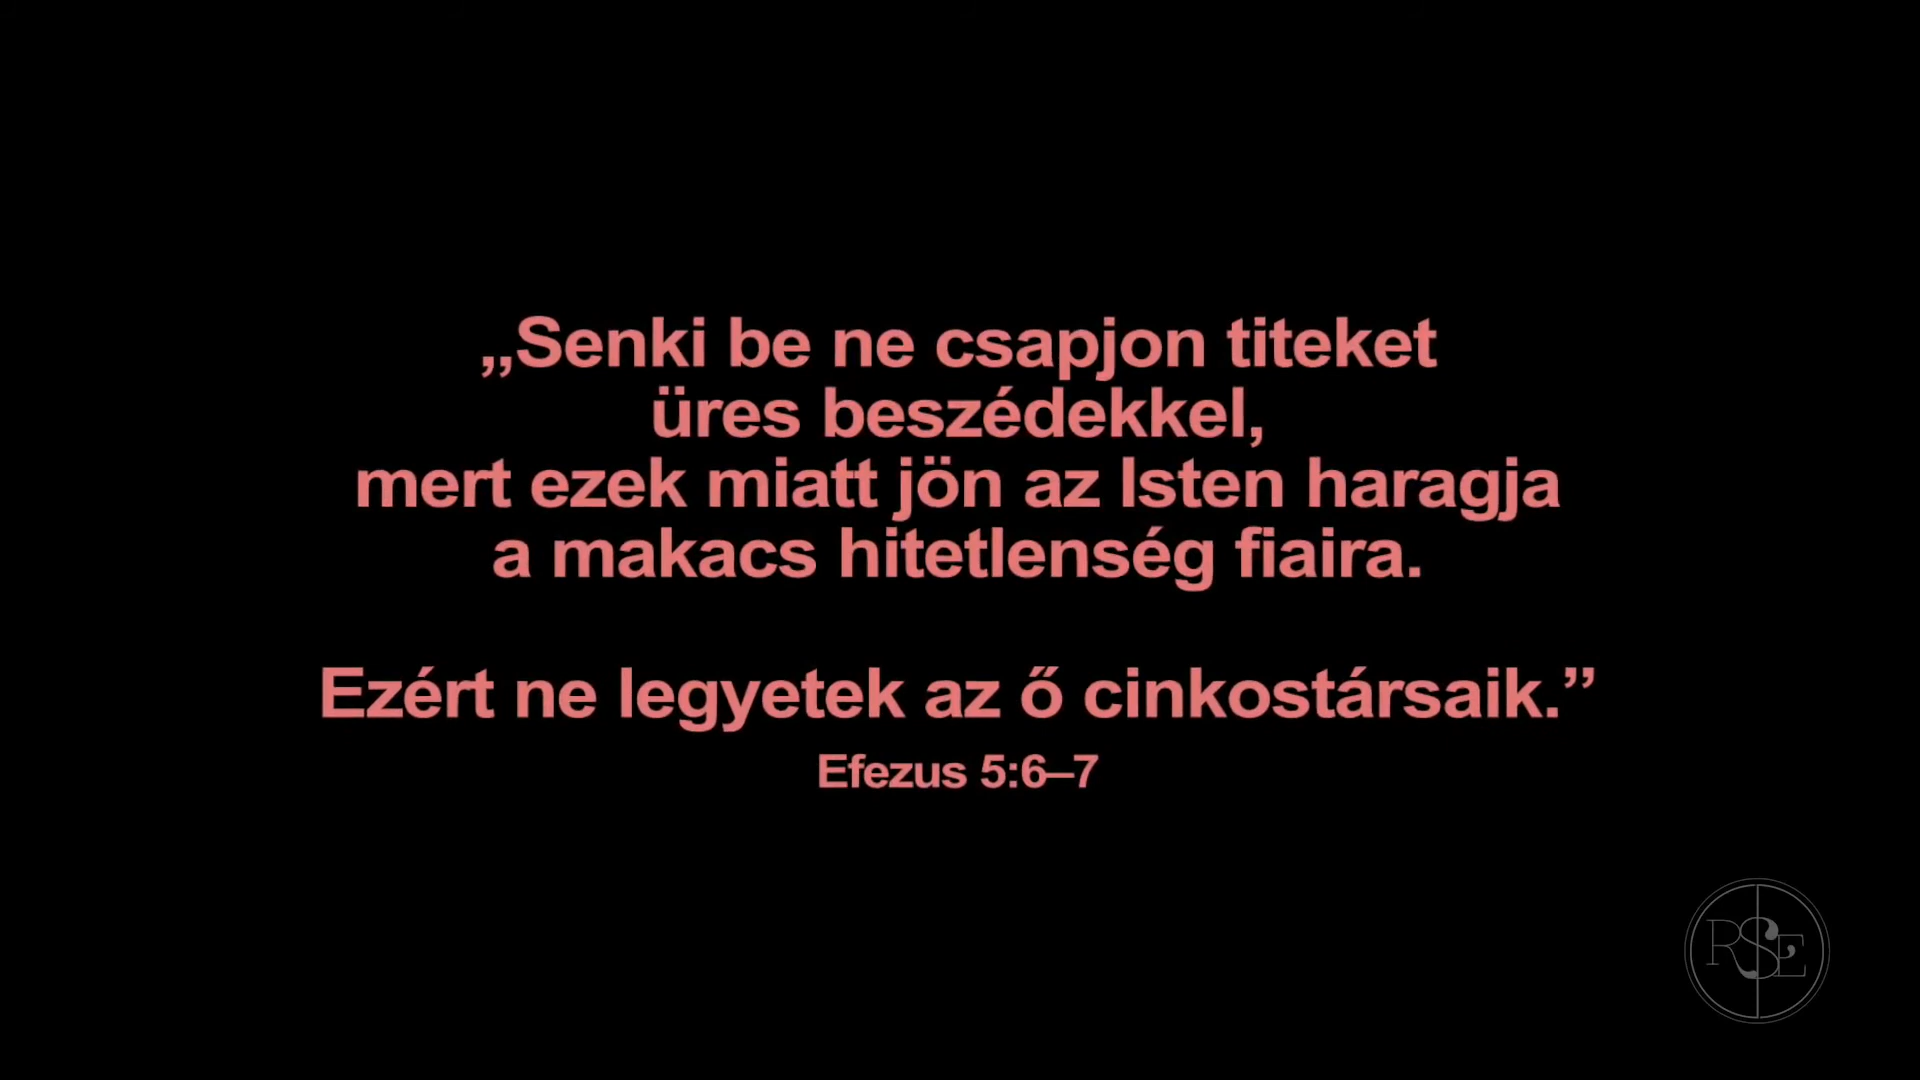 „Senki be ne csapjon titeket
üres beszédekkel,
mert ezek miatt jön az Isten haragja
a makacs hitetlenség fiaira.
Ezért ne legyetek az ő cinkostársaik.”
Efezus 5:6–7
RSE